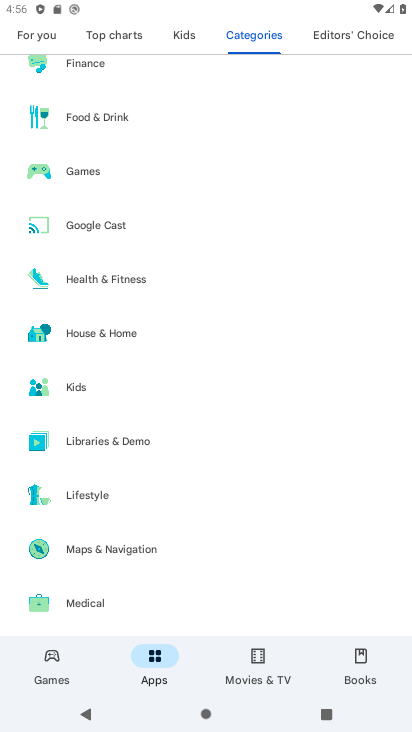 4:56
For you
Top charts
Kids
Categories
Editors' Choice
Finance
Food & Drink
Games
Google Cast
Health & Fitness
House & Home
Kids
Libraries & Demo
Lifestyle
Maps & Navigation
Medical
Games
Apps
Movies & TV
Books